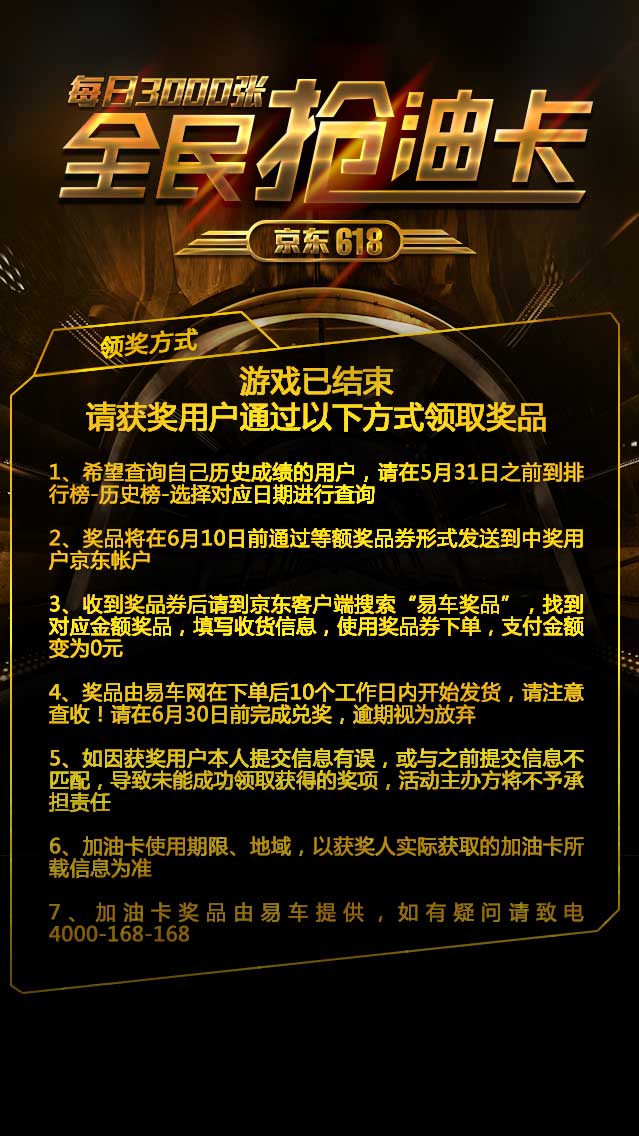 每日3000张
全民抢油卡
京东618
领奖方式
游戏已结束
请获奖用户通过以下方式领取奖品
1、希望查询自己历史成绩的用户，请在5月31日之前到排
行榜-历史榜-选择对应日期进行查询
2、奖品将在6月10日前通过等额奖品券形式发送到中奖用
户京东帐户
3、收到奖品券后请到京东客户端搜索“易车奖品”，找到
对应金额奖品，填写收货信息，使用奖品券下单，支付金额
变为0元
4、奖品由易车网在下单后10个工作日内开始发货，请注意
查收！请在6月30日前完成兑奖，逾期视为放弃
5、如因获奖用户本人提交信息有误，或与之前提交信息不
匹配，导致未能成功领取获得的奖项，活动主办方将不予承
担责任
6、加油卡使用期限、地域，以获奖人实际获取的加油卡所
载信息为准
7、加油卡奖品由易车提供，如有疑问请致电
4000-168-168